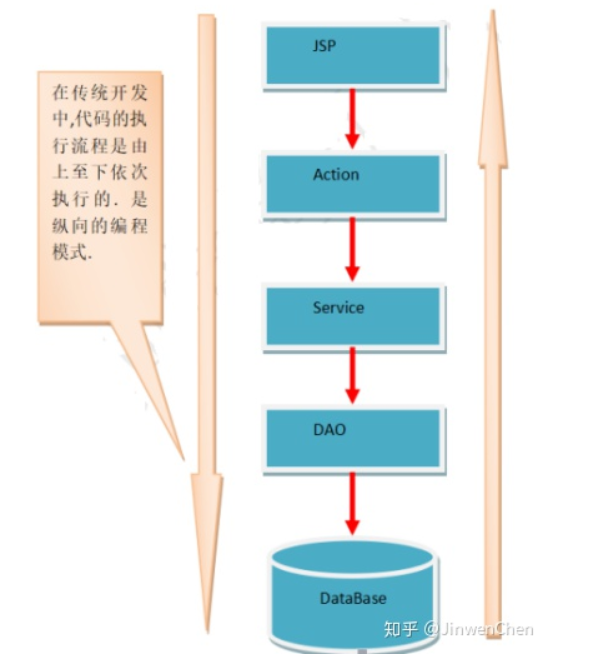 JSP
在传统开发
中,代码的执
行流程是由
上至下依次
执行的. 是
纵向的编程
模式.
Action
Service
DAO
DataBase
知乎 @JinwenChen